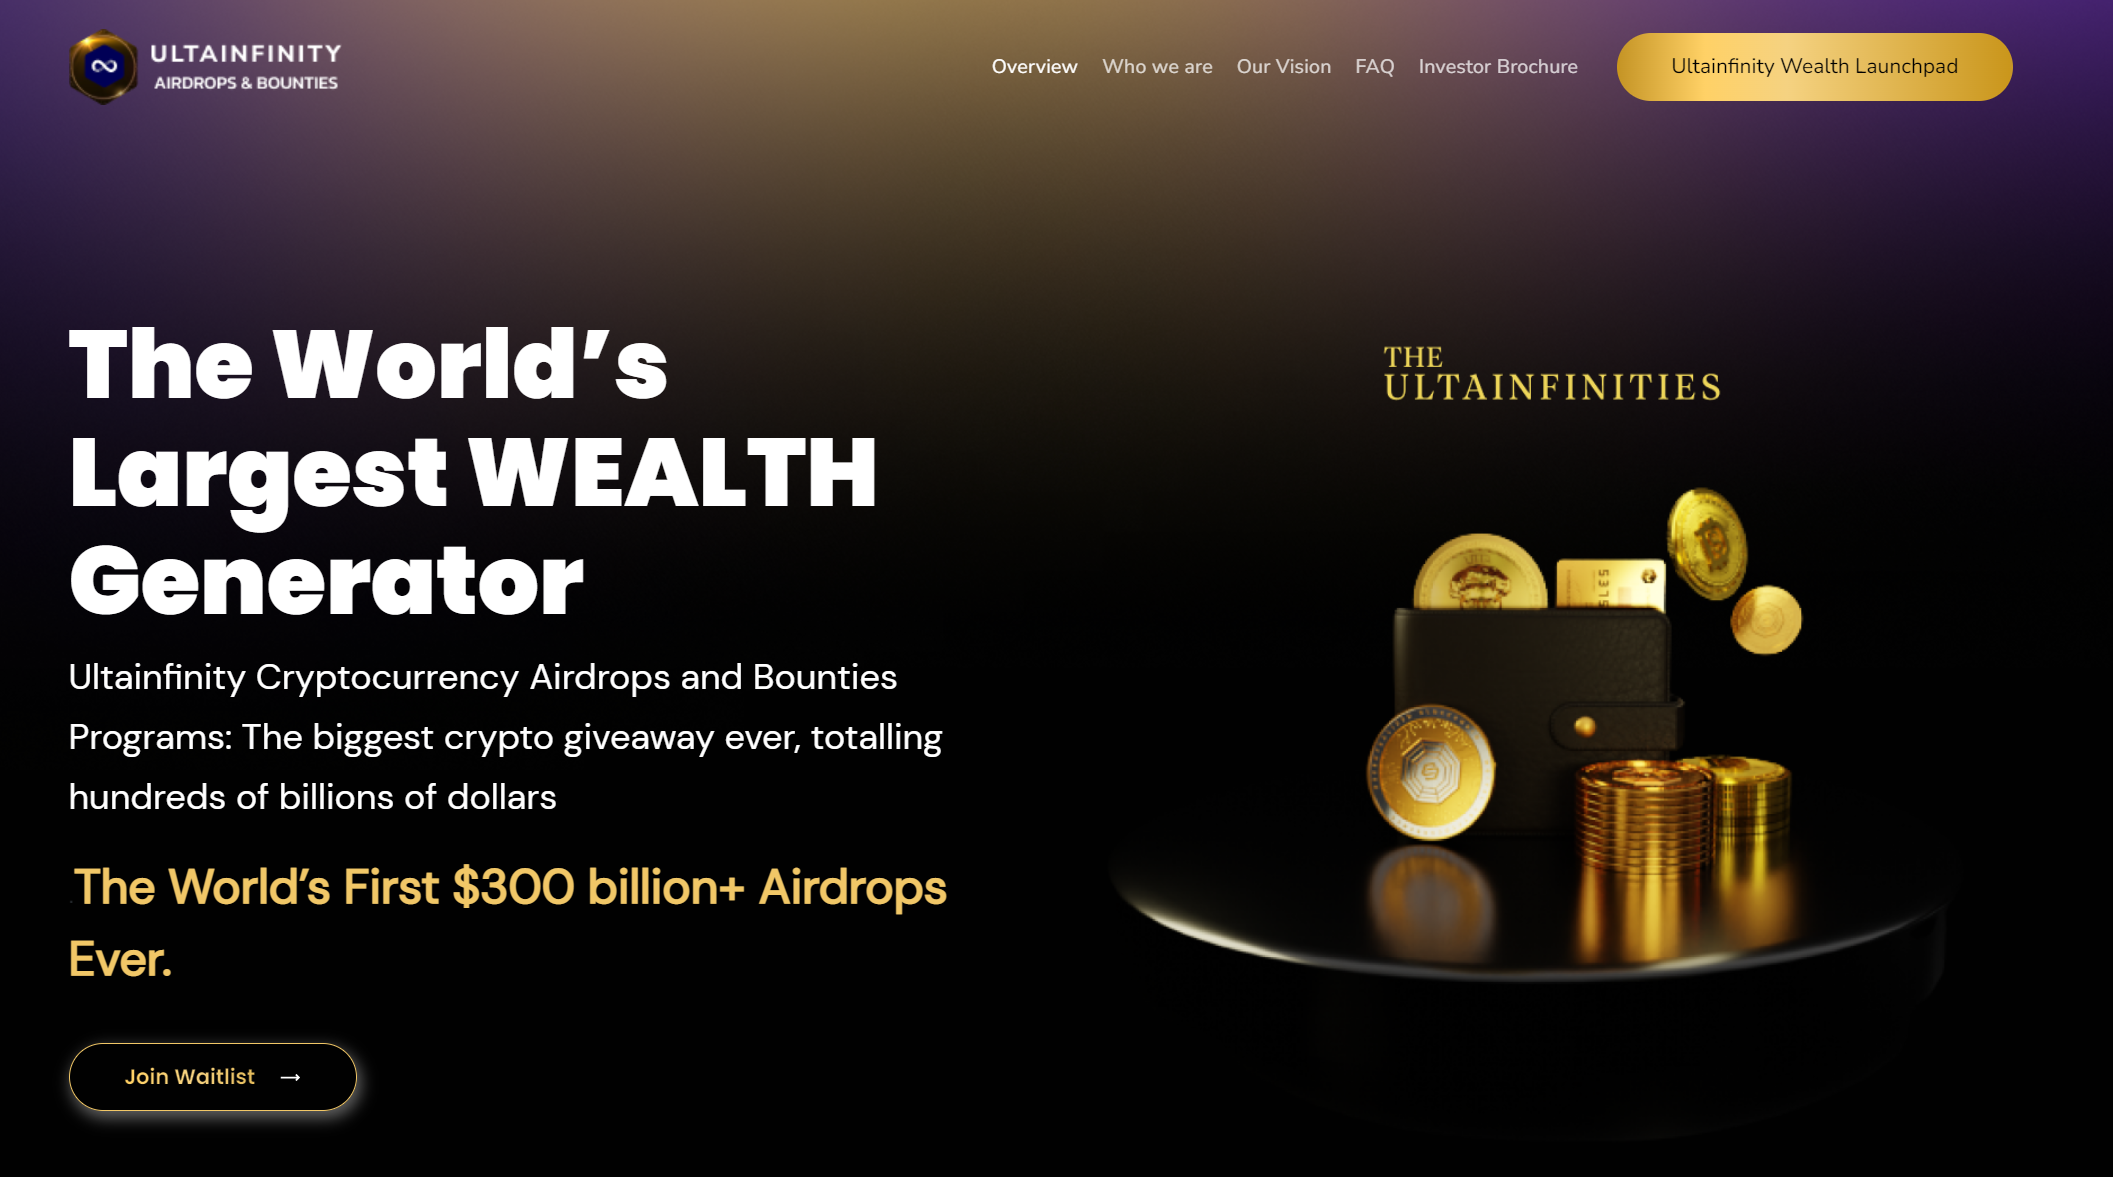 ULTAINFINITY
AIRDROPS & BOUNTIES
Overview
Who we are
Our Vision
FAQ
Investor Brochure
Ultainfinity Wealth Launchpad
The World’s
Largest WEALTH
Generator
Ultainfinity Cryptocurrency Airdrops and Bounties
Programs: The biggest crypto giveaway ever, totalling
hundreds of billions of dollars
.The World’s First $300 billion+ Airdrops
Ever.
Join Waitlist →
THE
ULTAINFINITIES